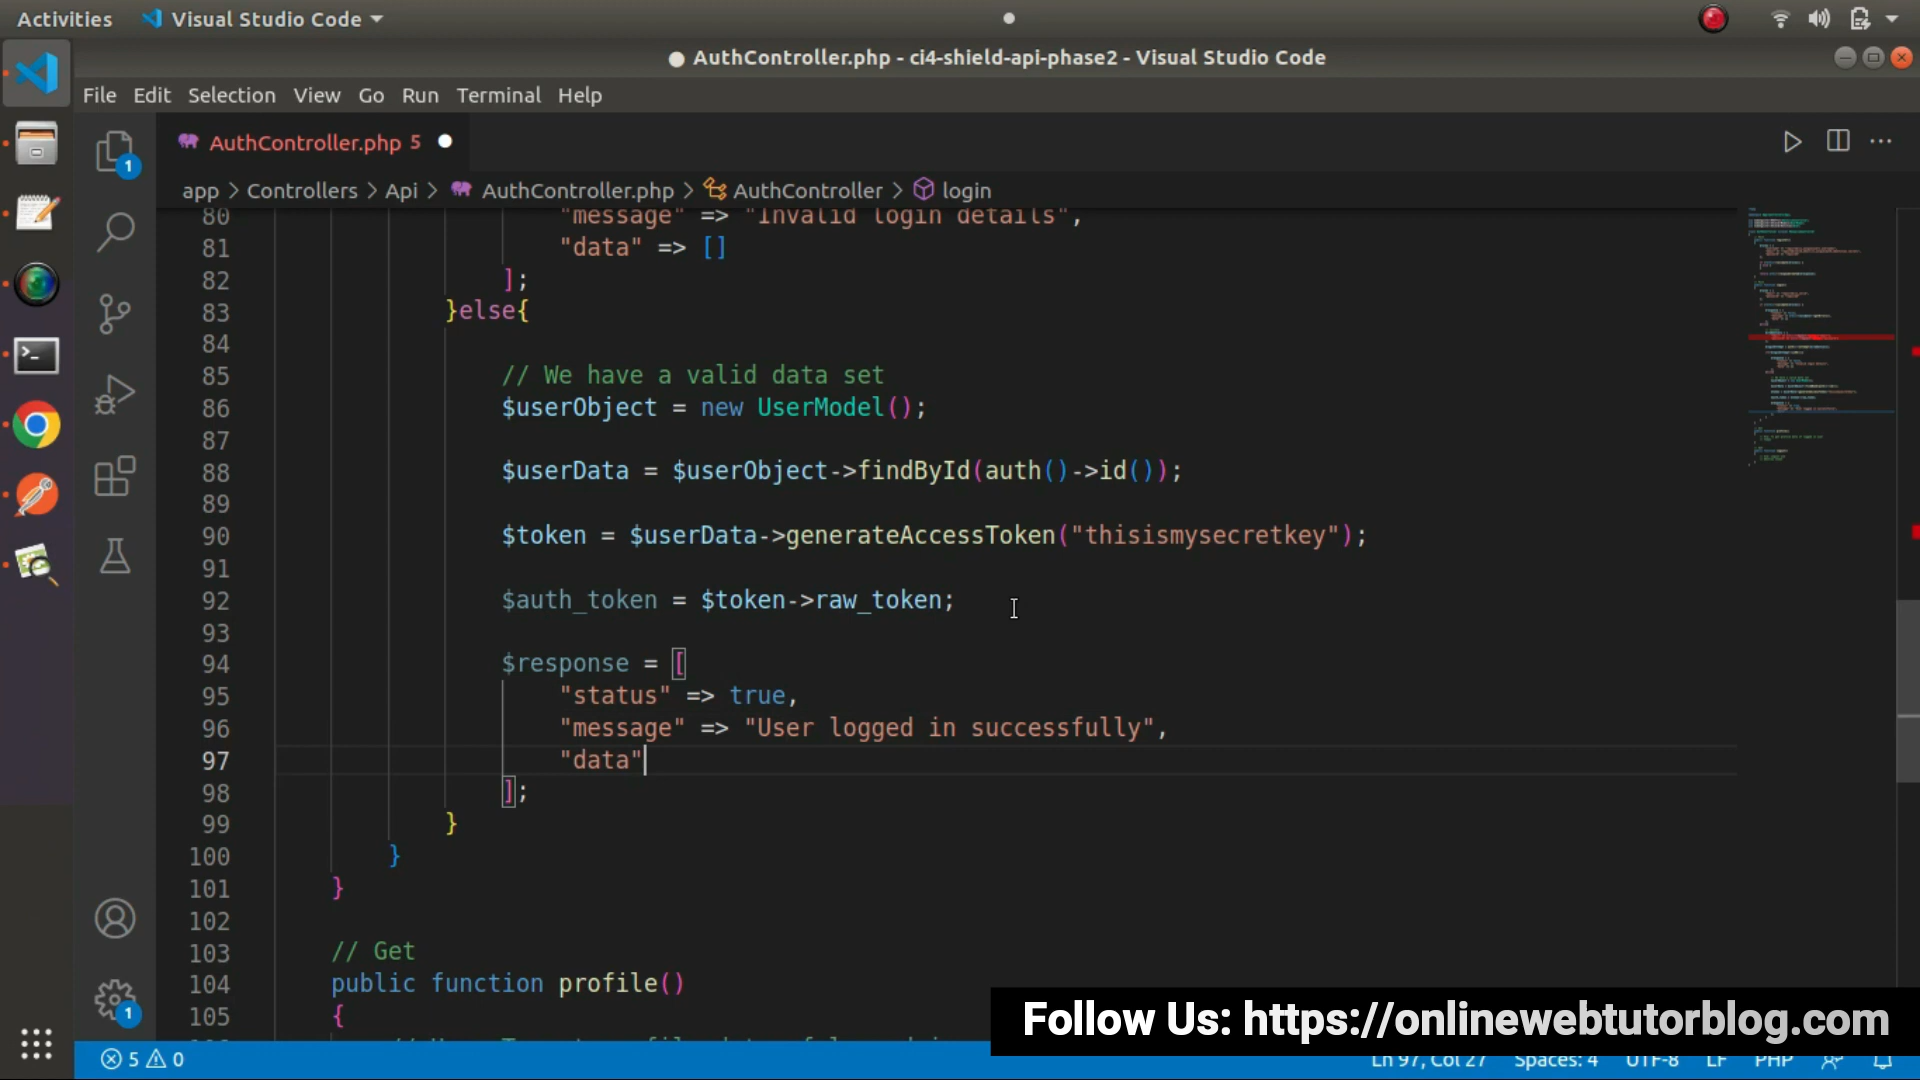 Activities Visual Studio Code
AuthController.php - ci4-shield-api-phase2 - Visual Studio Code
File Edit Selection View Go Run Terminal Help
1
AuthController.php 5
app > Controllers > Api > AuthController.php > AuthController > login
80 "message" => "Invalid login details",
81 "data" => []
82 ];
83 }else{
84
85 // We have a valid data set
86 $userObject = new UserModel();
87
88 $userData = $userObject->findById(auth()->id());
89
90 $token = $userData->generateAccessToken("thisismysecretkey");
91
92 $auth_token = $token->raw_token;
93
94 $response = [
95 "status" => true,
96 "message" => "User logged in successfully",
97 "data"
98 ];
99 }
100 }
101 }
102
103 // Get
104 public function profile()
105 {
1
Follow Us: https://onlinewebtutorblog.com
5 0 Ln 97, Col 27 Spaces: 4 UTF-8 LF PHP